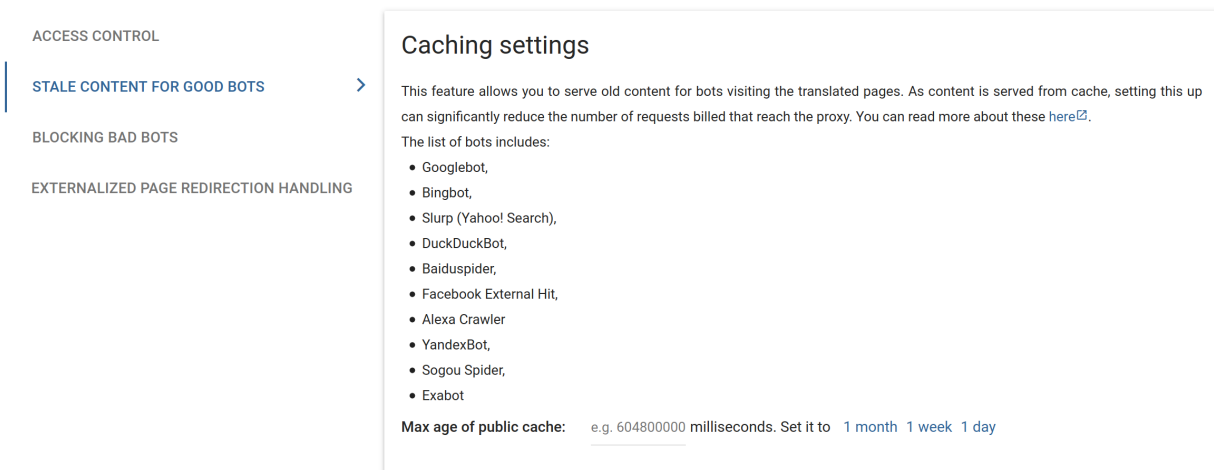 ACCESS CONTROL
STALE CONTENT FOR GOOD BOTS
BLOCKING BAD BOTS
EXTERNALIZED PAGE REDIRECTION HANDLING
Caching settings
This feature allows you to serve old content for bots visiting the translated pages. As content is served from cache, setting this up
can significantly reduce the number of requests billed that reach the proxy. You can read more about these here.
The list of bots includes:
• Googlebot,
• Bingbot,
• Slurp (Yahoo! Search),
• DuckDuckBot,
• Baiduspider,
• Facebook External Hit,
• Alexa Crawler
• YandexBot,
• Sogou Spider,
• Exabot
Max age of public cache: e.g. 604800000 milliseconds. Set it to 1 month 1 week 1 day